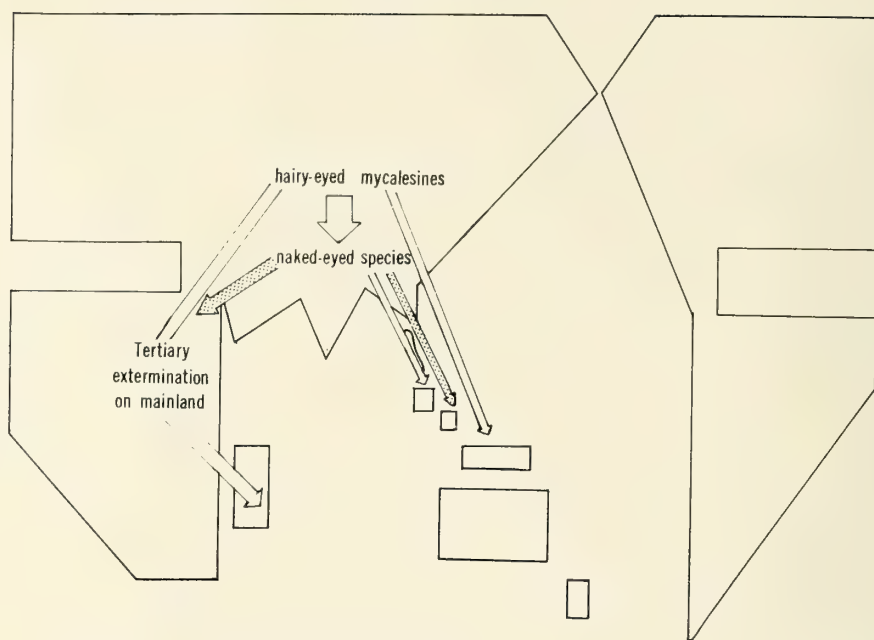 hairy-eyed mycalesines
naked-eyed species
Tertiary
extermination
on mainland